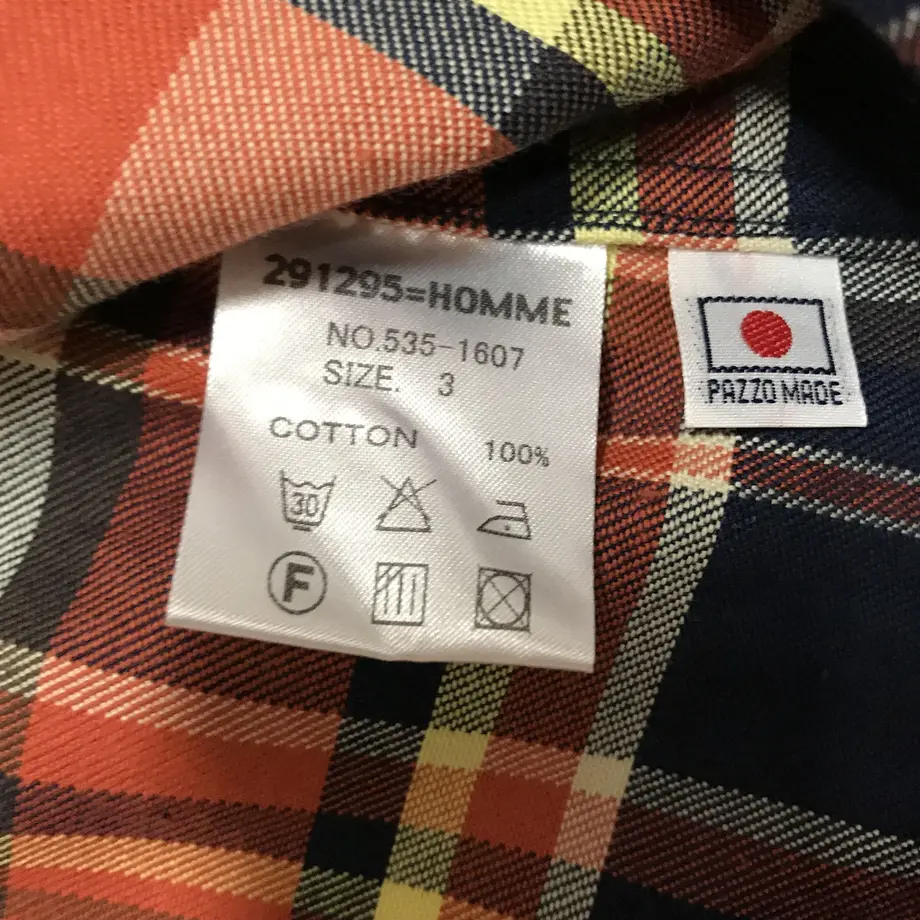 291295=HOMME
NO.535-1607
SIZE. 3
COTTON 100%
30
F
PAZZO MADE